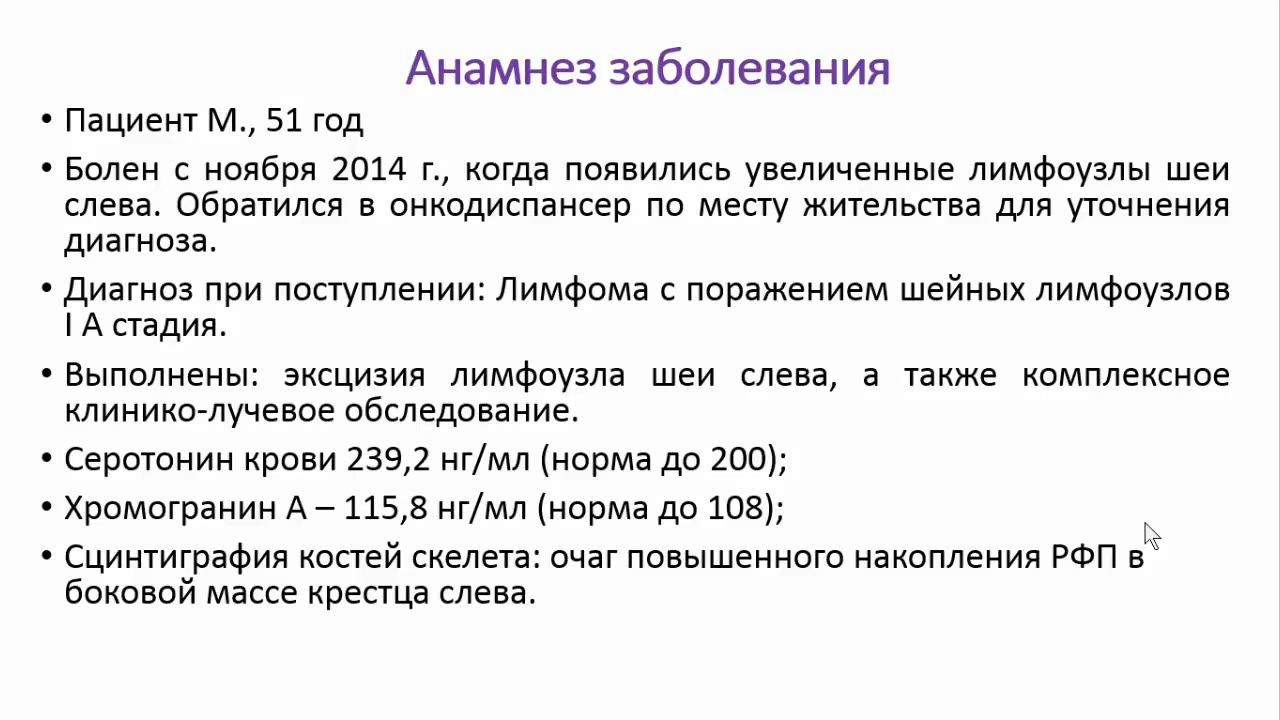 Анамнез заболевания
• Пациент М., 51 год
• Болен с ноября 2014 г., когда появились увеличенные лимфоузлы шеи
слева. Обратился в онкодиспансер по месту жительства для уточнения
диагноза.
• Диагноз при поступлении: Лимфома с поражением шейных лимфоузлов
I А стадия.
• Выполнены: эксцизия лимфоузла шеи слева, а также комплексное
клинико-лучевое обследование.
• Серотонин крови 239,2 нг/мл (норма до 200);
• Хромогранин А – 115,8 нг/мл (норма до 108);
• Сцинтиграфия костей скелета: очаг повышенного накопления РФП в
боковой массе крестца слева.